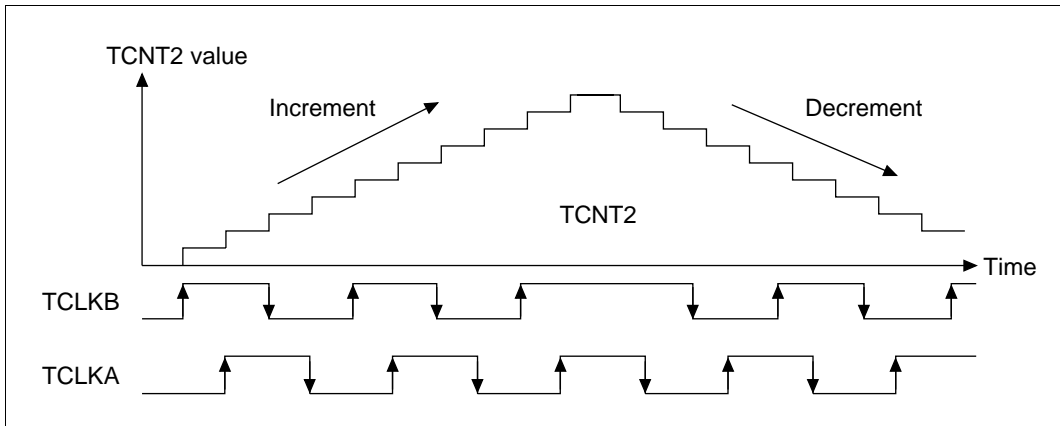 TCNT2 value
Increment
Decrement
TCNT2
Time
TCLKB
TCLKA